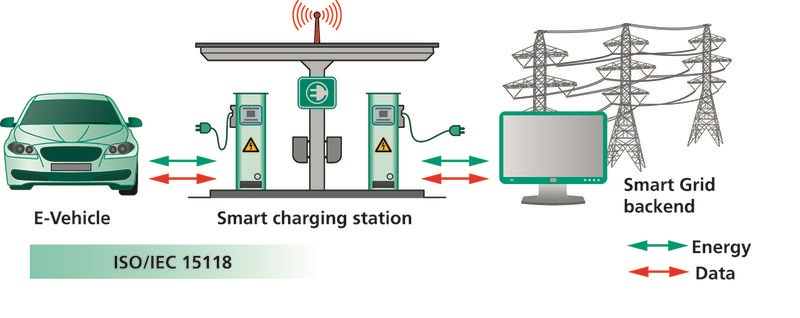 E-Vehicle
Smart charging station
Smart Grid
backend
ISO/IEC 15118
Energy
Data